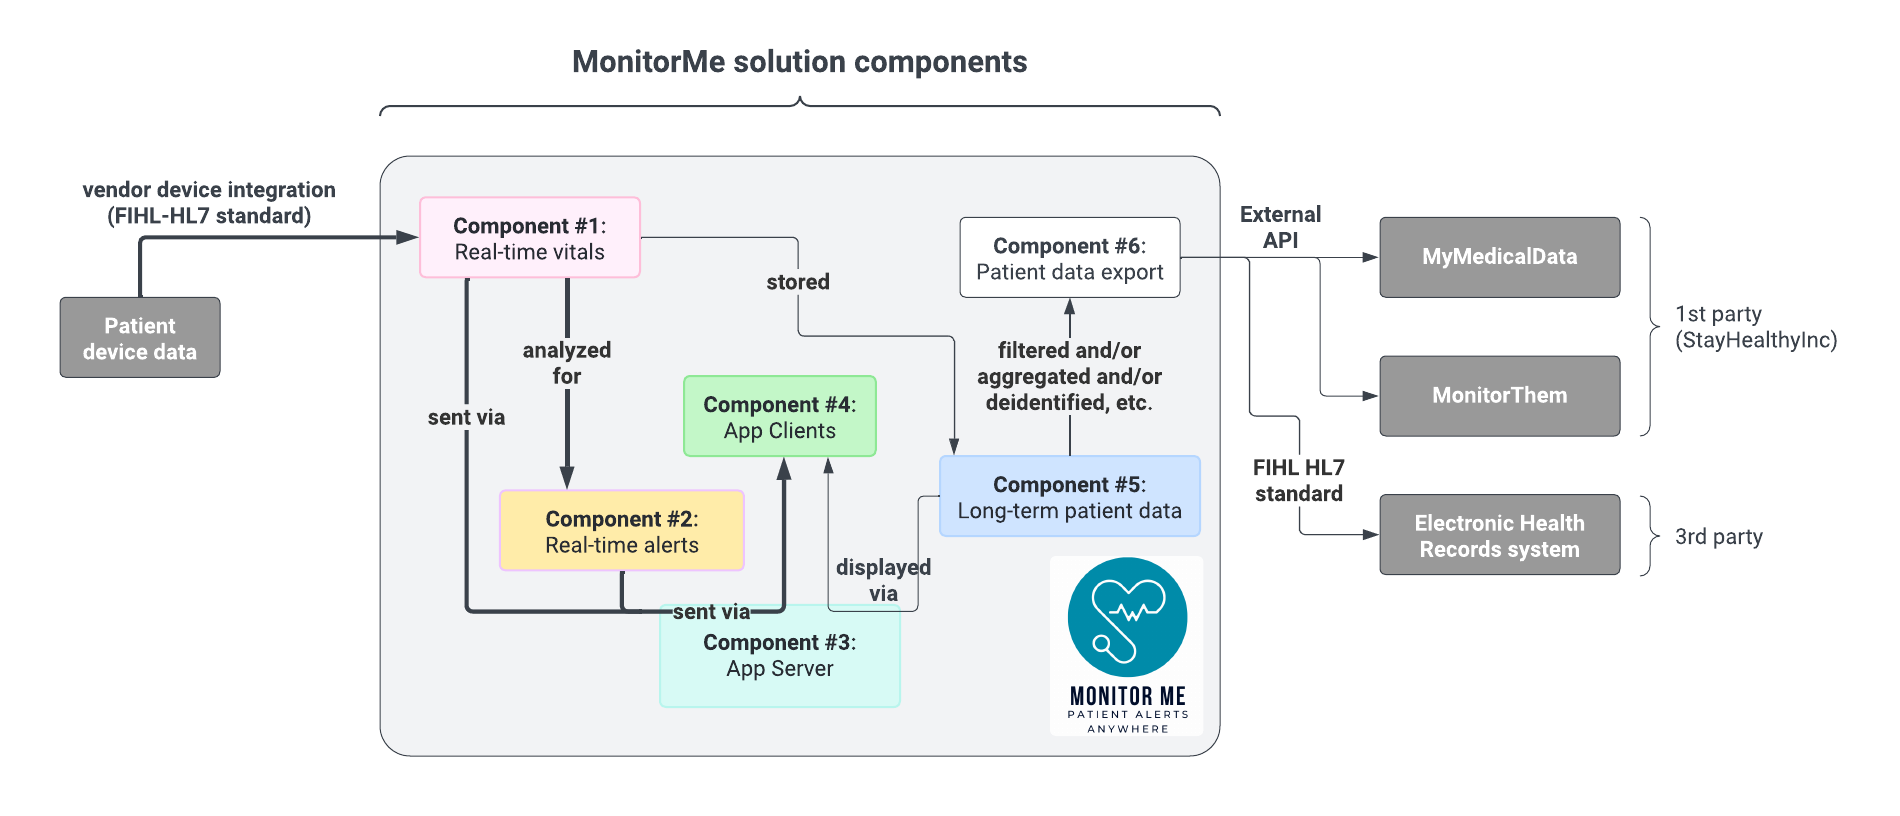 MonitorMe solution components
vendor device integration
(FIHL-HL7 standard)
Patient
device data
Component #1:
Real-time vitals
stored
analyzed
for
sent via
Component #4:
App Clients
Component #2:
Real-time alerts
sent via
Component #3:
App Server
displayed
via
Component #6:
Patient data export
filtered and/or
aggregated and/or
deidentified, etc.
Component #5:
Long-term patient data
MONITOR ME
PATIENT ALERTS
ANYWHERE
External
API
FIHL HL7
standard
MyMedicalData
MonitorThem
1st party
(StayHealthyInc)
Electronic Health
Records system
3rd party